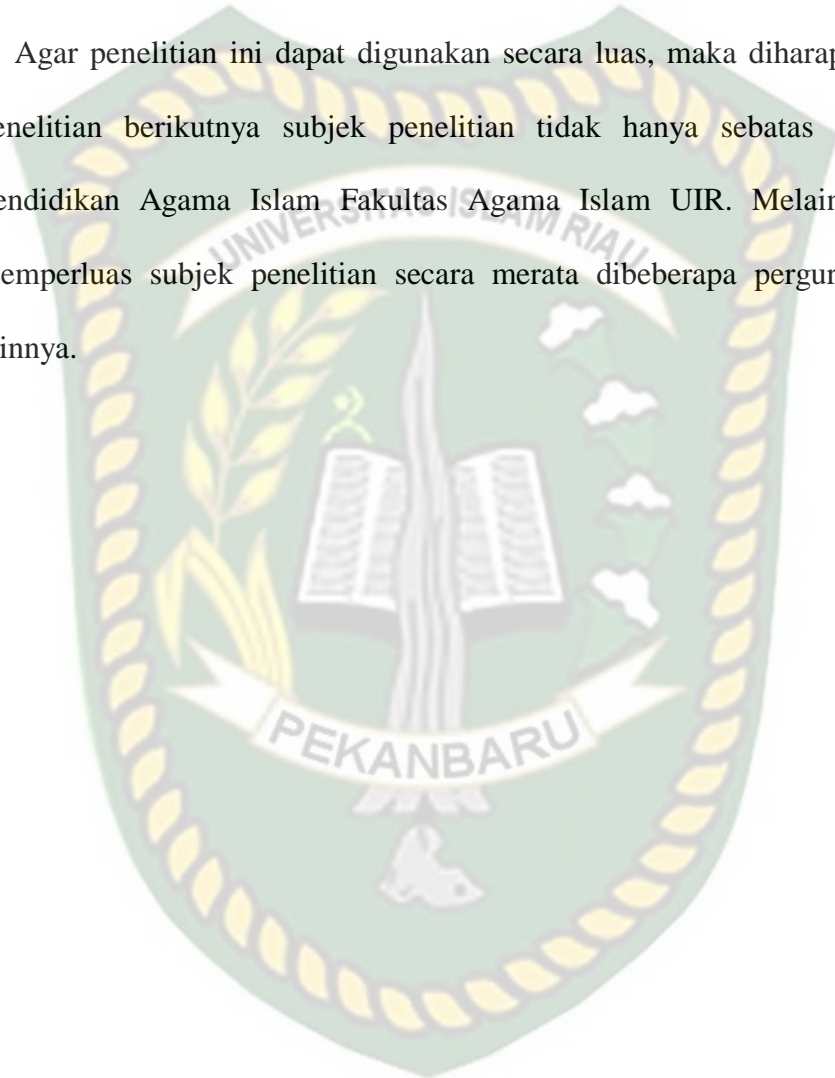 Agar penelitian ini dapat digunakan secara luas, maka diharap
enelitian berikutnya subjek penelitian tidak hanya sebatas
endidikan Agama Islam Fakultas Agama Islam UIR. Melain
emperluas subjek penelitian secara merata dibeberapa pergur
innya.
UNIVERSITAS ISLAM RIAU
PEKANBARU